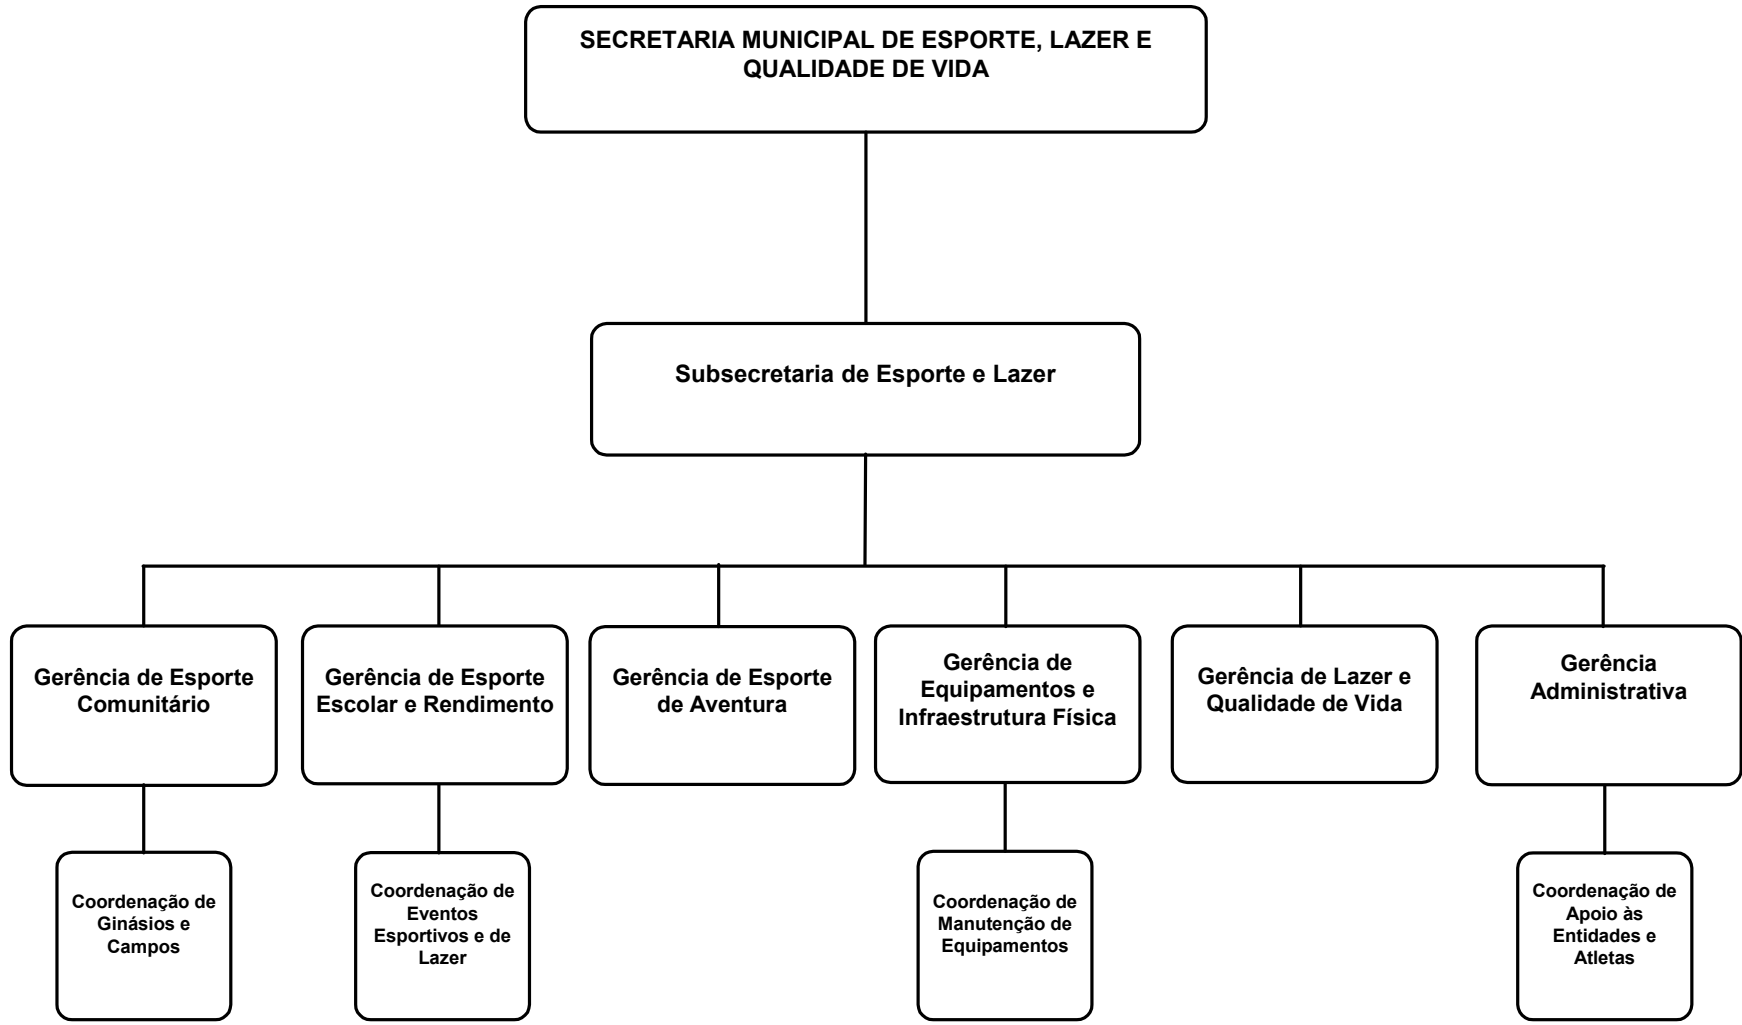 SECRETARIA MUNICIPAL DE ESPORTE, LAZER E
QUALIDADE DE VIDA
Subsecretaria de Esporte e Lazer
Gerência de Esporte
Comunitário
Gerência de Esporte
Escolar e Rendimento
Gerência de Esporte
de Aventura
Gerência de
Equipamentos e
Infraestrutura Física
Gerência de Lazer e
Qualidade de Vida
Gerência
Administrativa
Coordenação de
Ginásios e
Campos
Coordenação de
Eventos
Esportivos e de
Lazer
Coordenação de
Manutenção de
Equipamentos
Coordenação de
Apoio às
Entidades e
Atletas